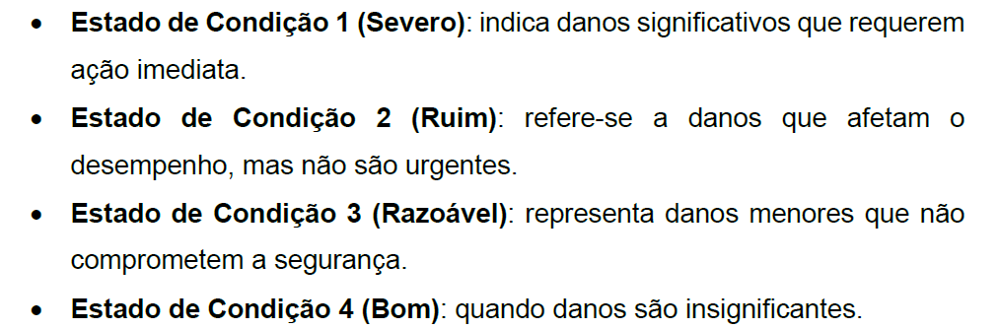 • Estado de Condição 1 (Severo): indica danos significativos que requerem
ação imediata.
• Estado de Condição 2 (Ruim): refere-se a danos que afetam o
desempenho, mas não são urgentes.
• Estado de Condição 3 (Razoável): representa danos menores que não
comprometem a segurança.
• Estado de Condição 4 (Bom): quando danos são insignificantes.